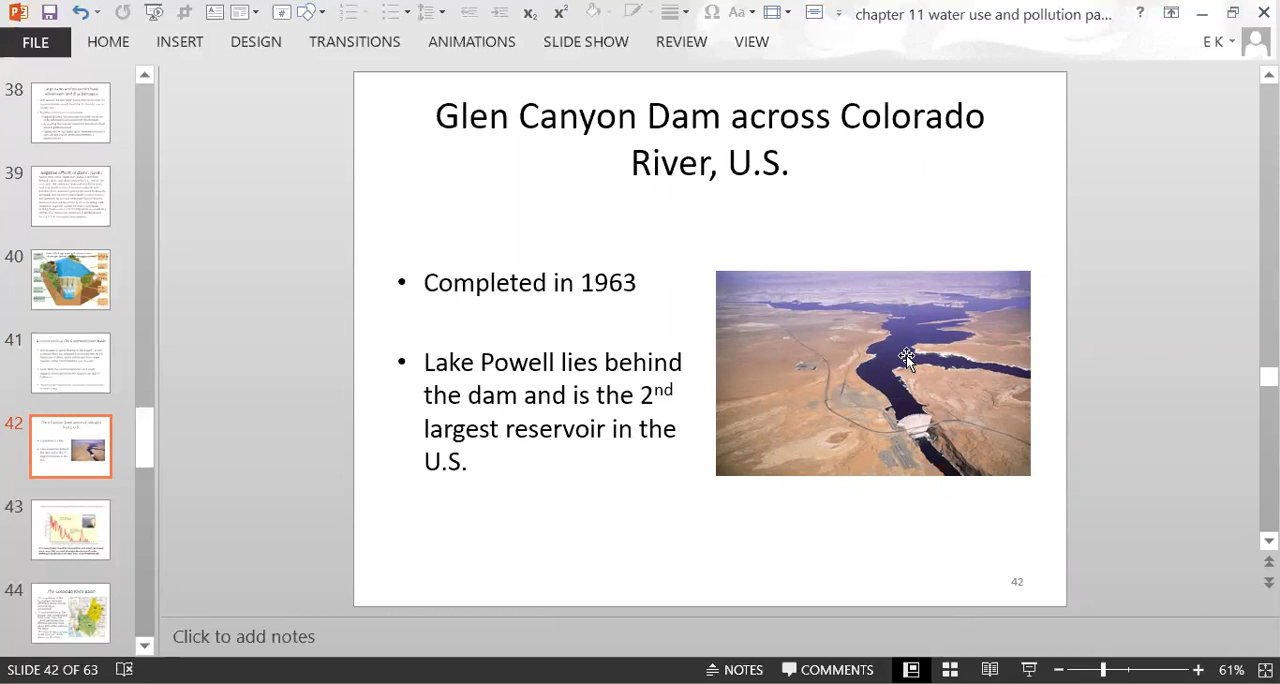 chapter 11 water use and pollution pa...
FILE HOME INSERT DESIGN TRANSITIONS ANIMATIONS SLIDE SHOW REVIEW VIEW E K
38
39
40
41
42
43
44
Glen Canyon Dam across Colorado
River, U.S.
• Completed in 1963
• Lake Powell lies behind
the dam and is the 2nd
largest reservoir in the
U.S.
42
Click to add notes
SLIDE 42 OF 63 NOTES COMMENTS 61%